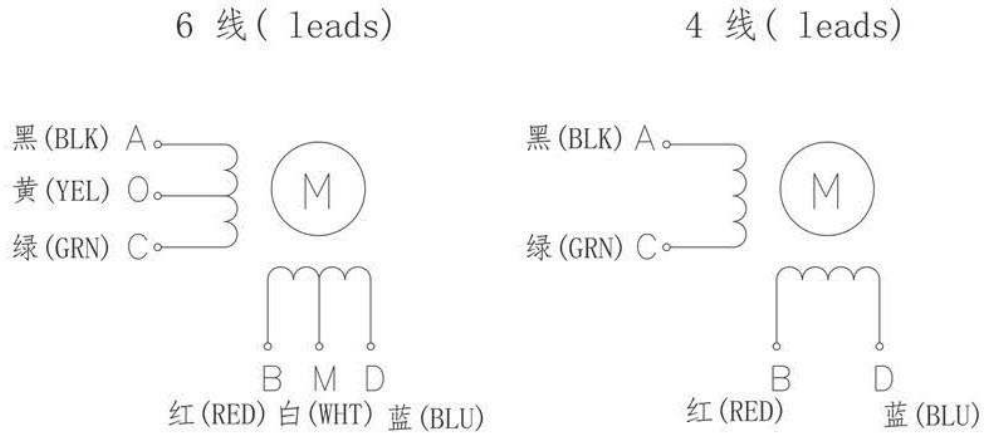 6 线( leads)
黑(BLK) A
黄(YEL) O
绿(GRN) C
M
B M D
红(RED) 白(WHT) 蓝(BLU)
4 线( leads)
黑(BLK) A
绿(GRN) C
M
B D
红(RED) 蓝(BLU)